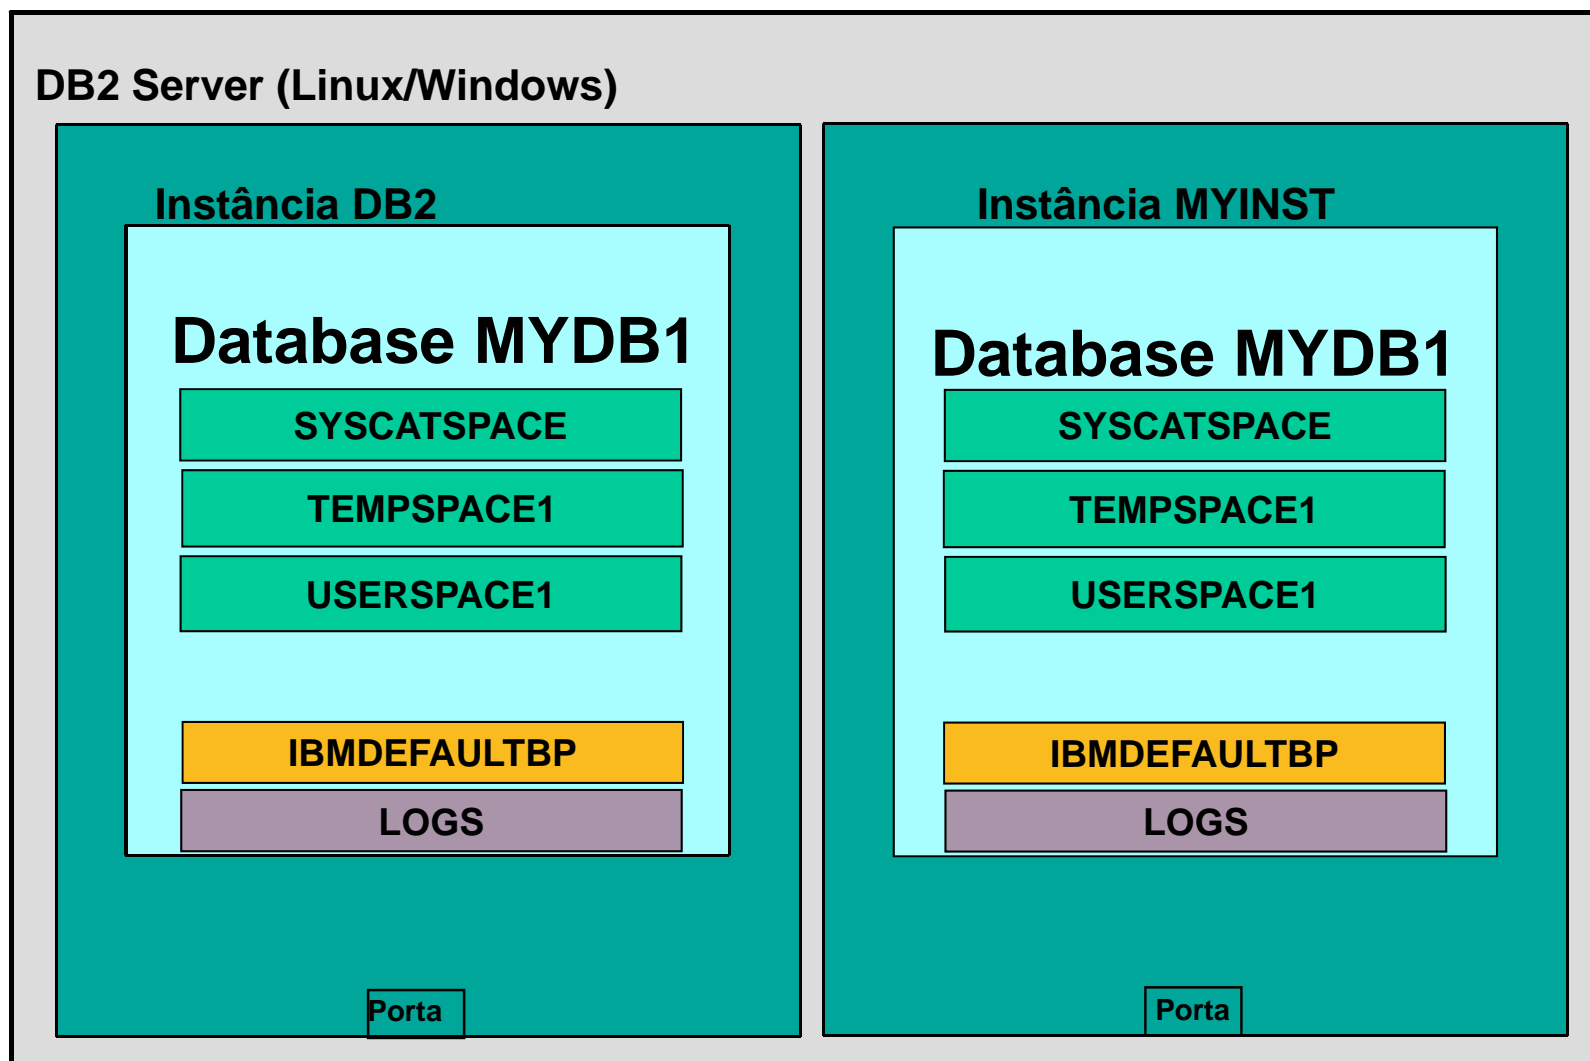 DB2 Server (Linux/Windows)
Instância DB2
Database MYDB1
SYSCATSPACE
TEMPSPACE1
USERSPACE1
IBMDEFAULTBP
LOGS
Porta
Instância MYINST
Database MYDB1
SYSCATSPACE
TEMPSPACE1
USERSPACE1
IBMDEFAULTBP
LOGS
Porta